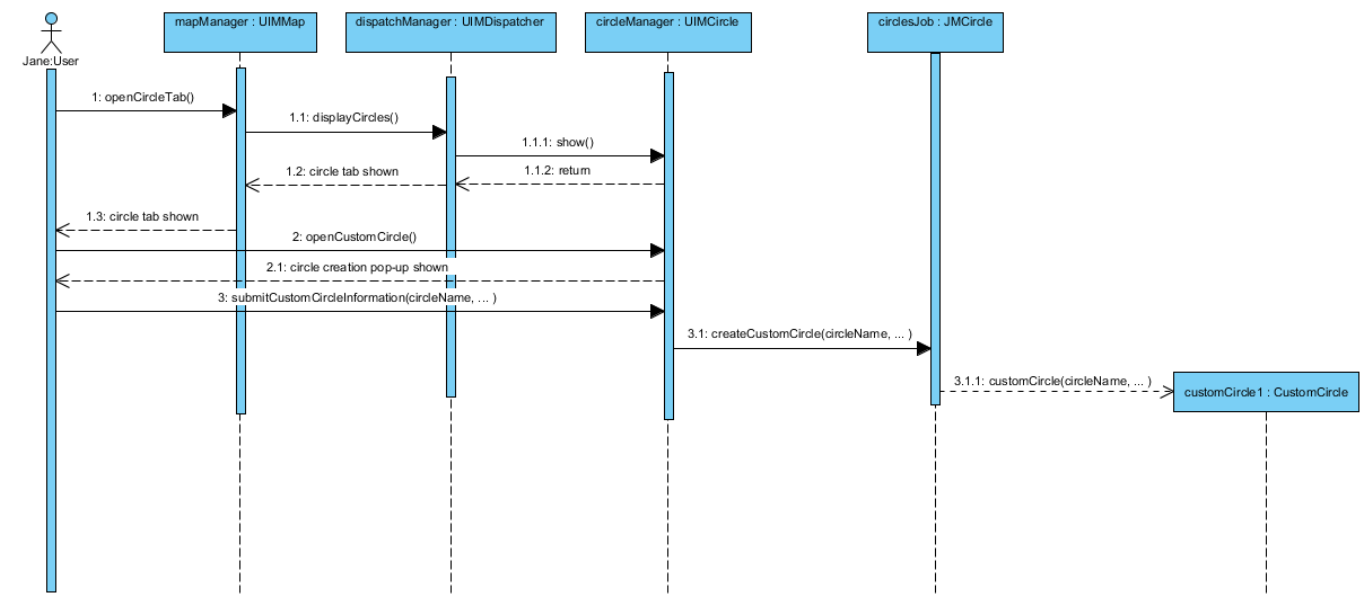 mapManager : UIMMap
dispatchManager : UIMDispatcher
circleManager : UIMCircle
circlesJob : JMCircle
Jane:User
1: openCircleTab()
1.1: displayCircles()
1.1.1: show()
1.2: circle tab shown
1.1.2: return
1.3: circle tab shown
2: openCustomCircle()
2.1: circle creation pop-up shown
3: submitCustomCircleInformation(circleName, ... )
3.1: createCustomCircle(circleName, ... )
3.1.1: customCircle(circleName, ... )
customCircle1 : CustomCircle